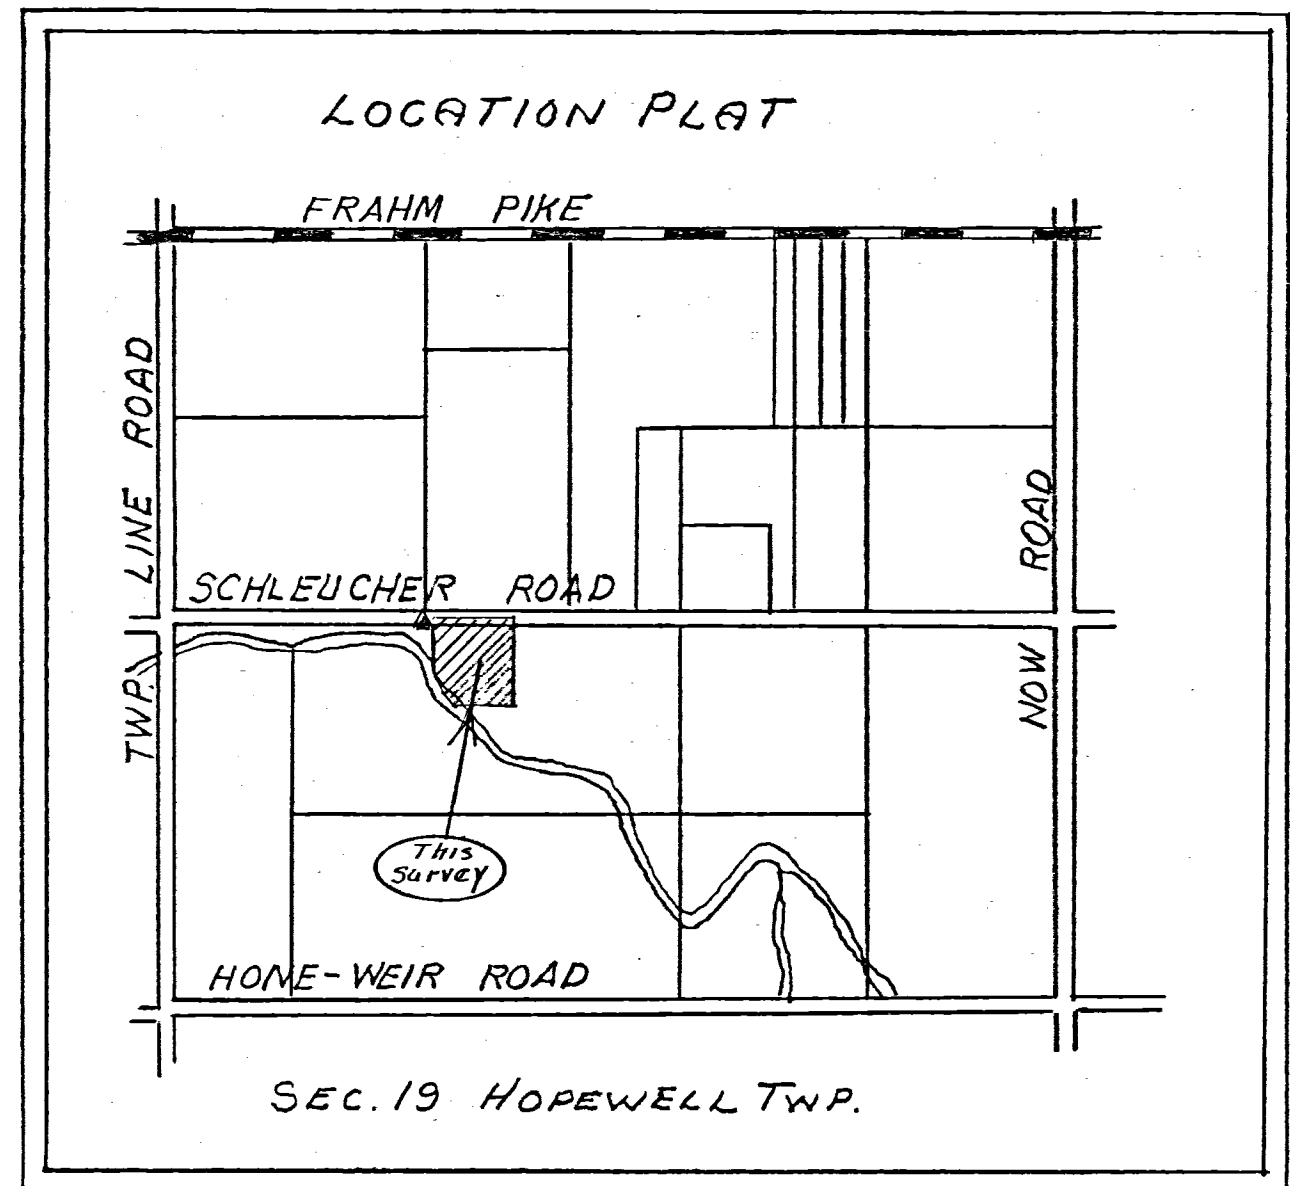 LOCATION PLAT
FRAHM PIKE
TWP. LINE ROAD
SCHLEUCHER ROAD
NOW ROAD
This
Survey
HONE-WEIR ROAD
SEC. 19 HOPEWELL TWP.